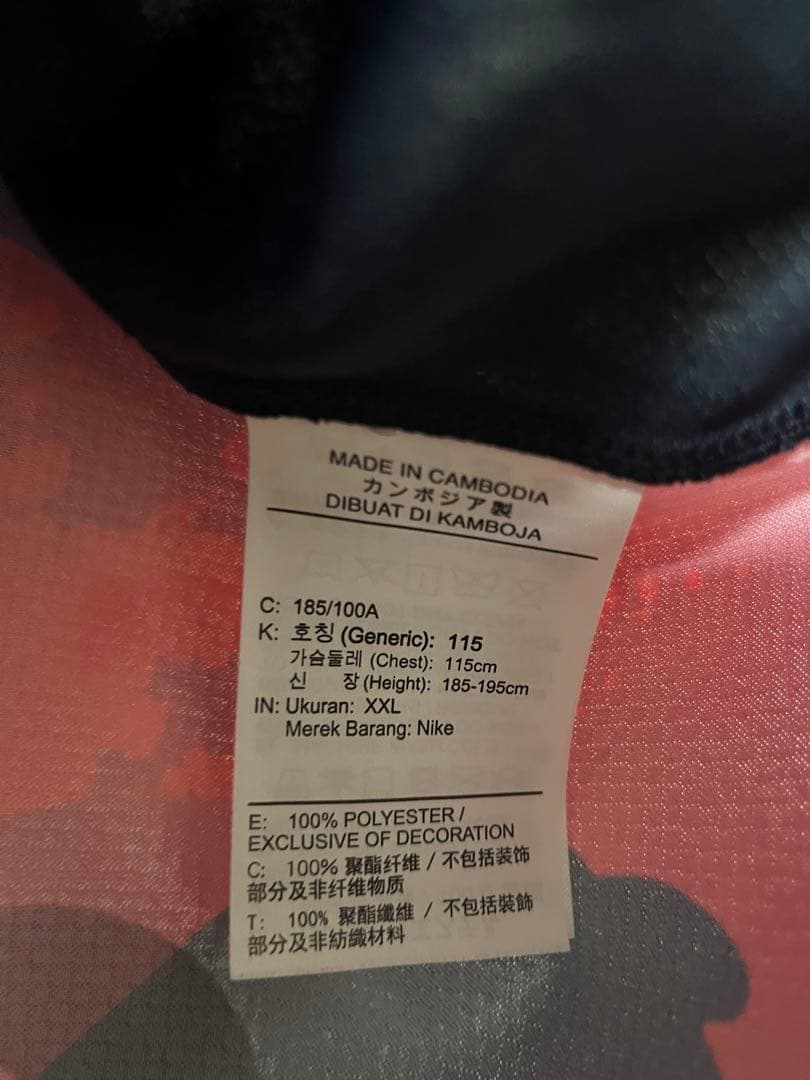 MADE IN CAMBODIA
カンボジア製
DIBUAT DI KAMBOJA
C: 185/100A
K: 호칭 (Generic): 115
가슴둘레 (Chest): 115cm
신 장 (Height): 185-195cm
IN: Ukuran: XXL
Merek Barang: Nike
E: 100% POLYESTER /
EXCLUSIVE OF DECORATION
C: 100% 聚酯纤维 / 不包括装饰
部分及非纤维物质
T: 100% 聚酯纖維 / 不包括裝飾
部分及非紡織材料